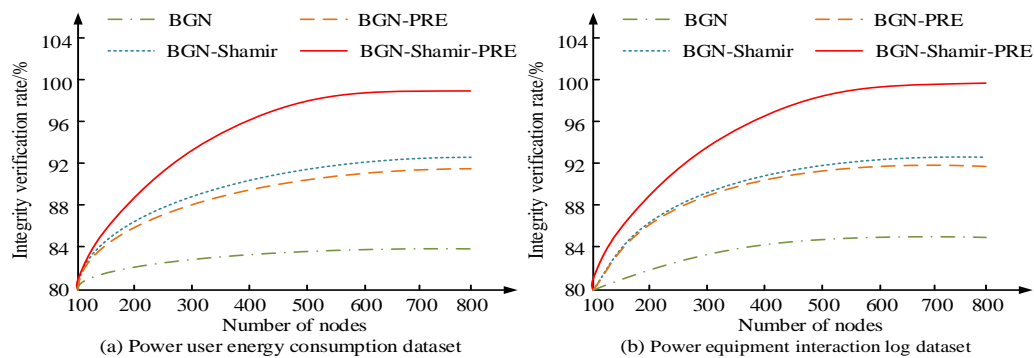 BGN
BGN-PRE
BGN-Shamir
BGN-Shamir-PRE
Integrity verification rate/%
104
100
96
92
88
84
80
100 200 300 400 500 600 700 800
Number of nodes
(a) Power user energy consumption dataset
BGN
BGN-PRE
BGN-Shamir
BGN-Shamir-PRE
Integrity verification rate/%
104
100
96
92
88
84
80
100 200 300 400 500 600 700 800
Number of nodes
(b) Power equipment interaction log dataset